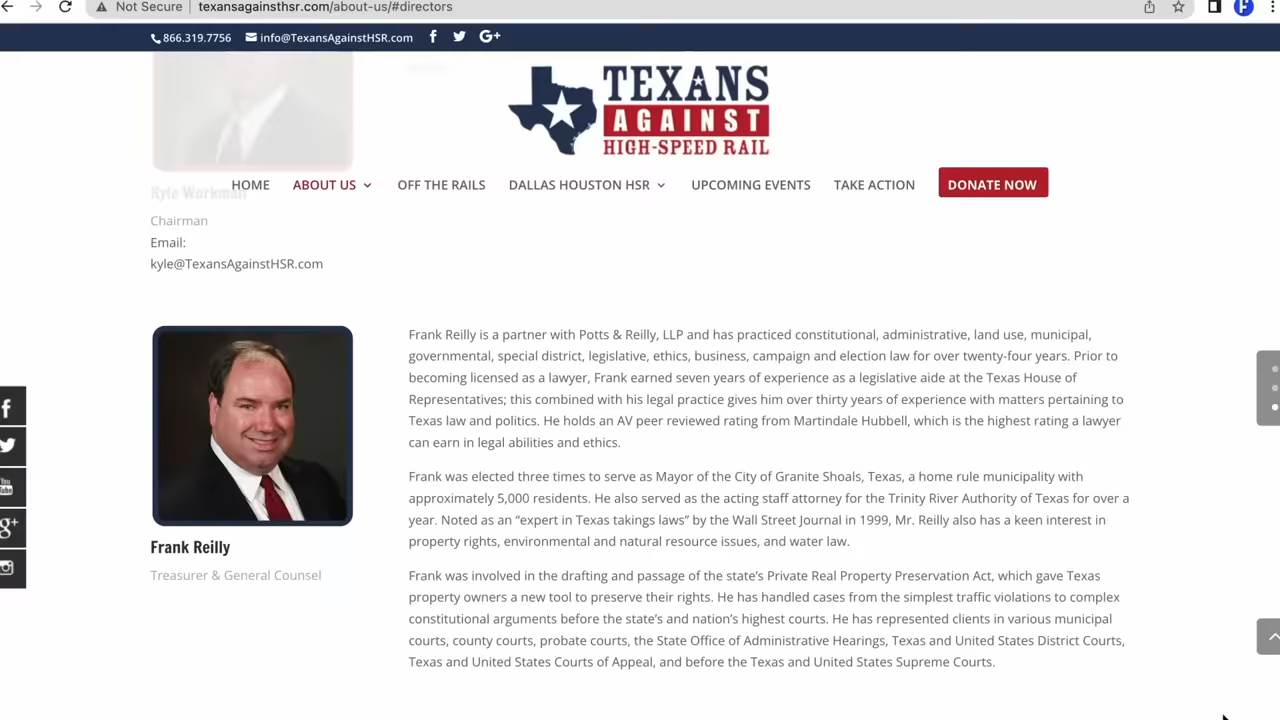 Not Secure texansagainsthsr.com/about-us/#directors
866.319.7756 info@TexansAgainstHSR.com
TEXANS
AGAINST
HIGH-SPEED RAIL
HOME ABOUT US OFF THE RAILS DALLAS HOUSTON HSR UPCOMING EVENTS TAKE ACTION DONATE NOW
Kyle Workman
Chairman
Email:
kyle@TexansAgainstHSR.com
Frank Reilly
Treasurer & General Counsel
Frank Reilly is a partner with Potts & Reilly, LLP and has practiced constitutional, administrative, land use, municipal,
governmental, special district, legislative, ethics, business, campaign and election law for over twenty-four years. Prior to
becoming licensed as a lawyer, Frank earned seven years of experience as a legislative aide at the Texas House of
Representatives; this combined with his legal practice gives him over thirty years of experience with matters pertaining to
Texas law and politics. He holds an AV peer reviewed rating from Martindale Hubbell, which is the highest rating a lawyer
can earn in legal abilities and ethics.
Frank was elected three times to serve as Mayor of the City of Granite Shoals, Texas, a home rule municipality with
approximately 5,000 residents. He also served as the acting staff attorney for the Trinity River Authority of Texas for over a
year. Noted as an “expert in Texas takings laws” by the Wall Street Journal in 1999, Mr. Reilly also has a keen interest in
property rights, environmental and natural resource issues, and water law.
Frank was involved in the drafting and passage of the state’s Private Real Property Preservation Act, which gave Texas
property owners a new tool to preserve their rights. He has handled cases from the simplest traffic violations to complex
constitutional arguments before the state’s and nation’s highest courts. He has represented clients in various municipal
courts, county courts, probate courts, the State Office of Administrative Hearings, Texas and United States District Courts,
Texas and United States Courts of Appeal, and before the Texas and United States Supreme Courts.